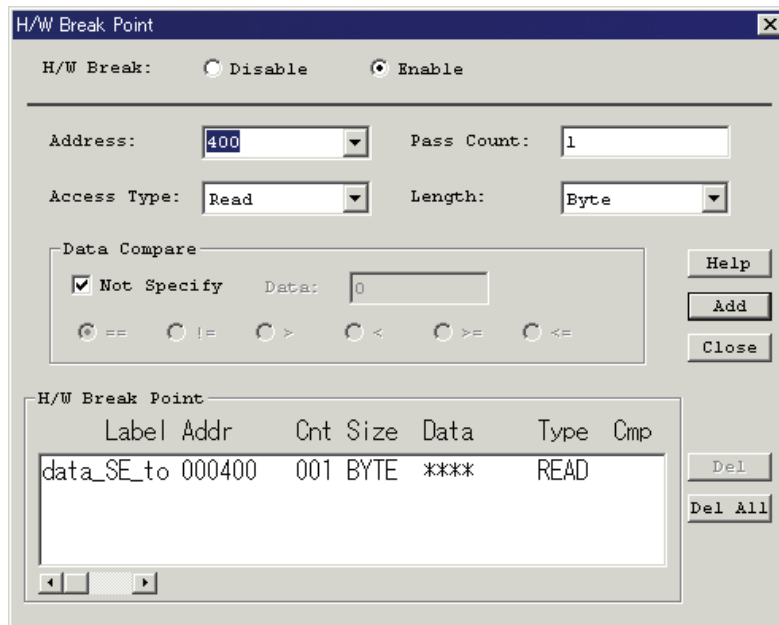 H/W Break Point
H/W Break: Disable Enable
Address: 400 Pass Count: 1
Access Type: Read Length: Byte
Data Compare
Not Specify Data: 0
== != > < >= <=
Help
Add
Close
H/W Break Point
Label Addr Cnt Size Data Type Cmp
data_SE_to 000400 001 BYTE **** READ
Del
Del All